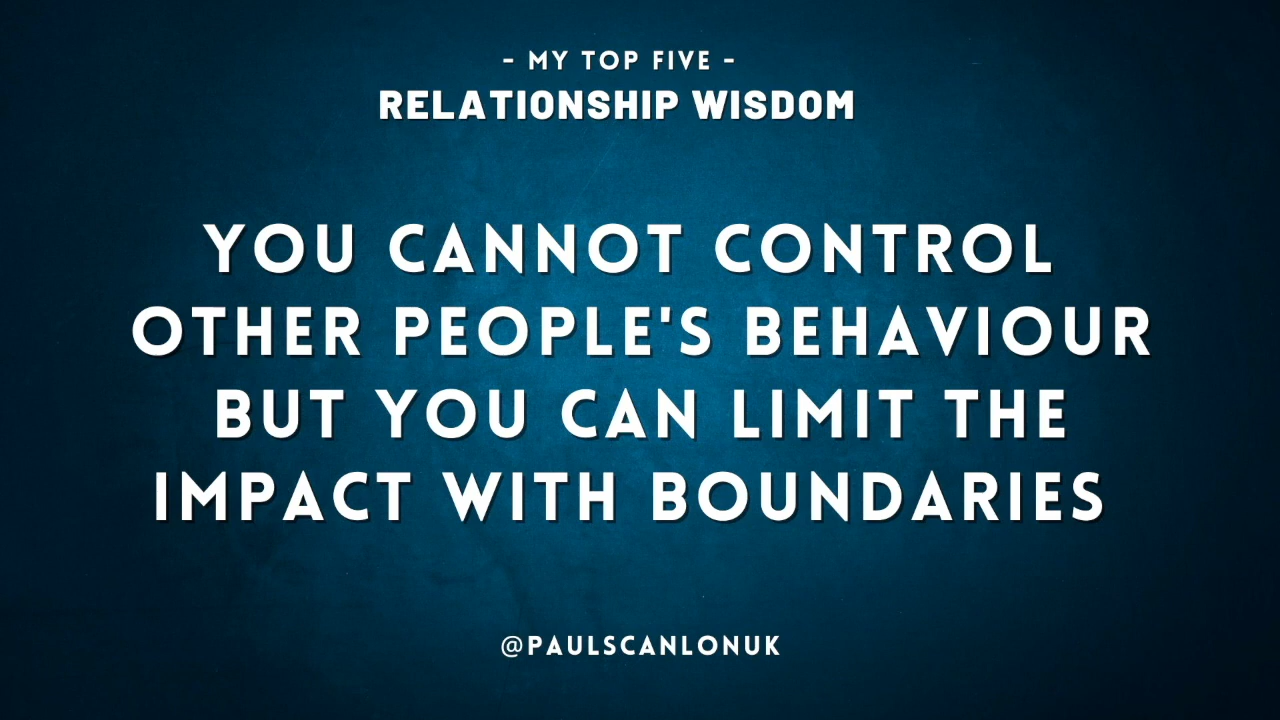 - MY TOP FIVE -
RELATIONSHIP WISDOM
YOU CANNOT CONTROL
OTHER PEOPLE'S BEHAVIOUR
BUT YOU CAN LIMIT THE
IMPACT WITH BOUNDARIES
@PAULSCANLONUK